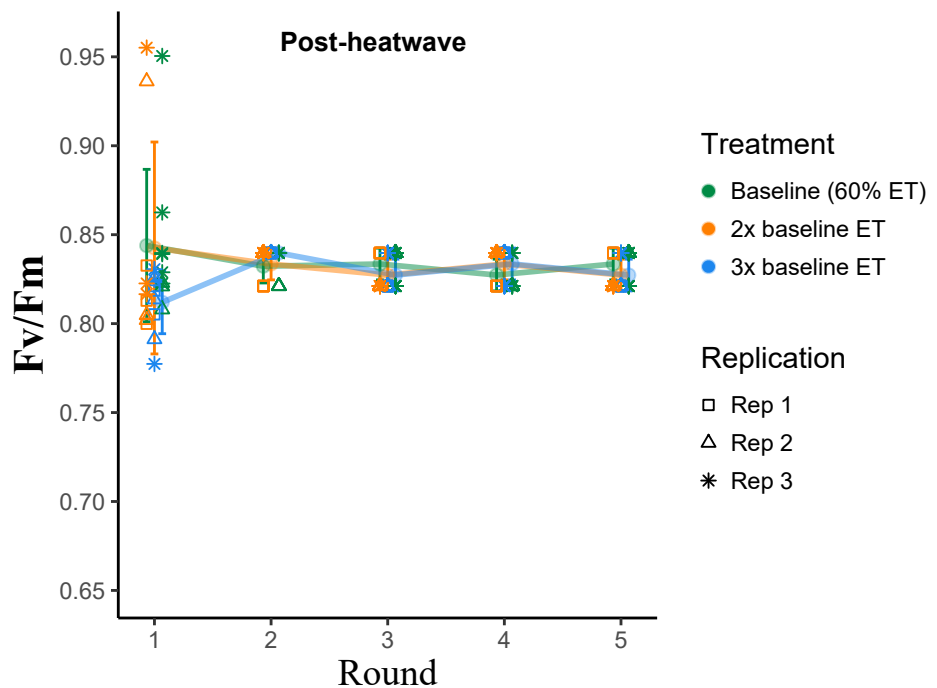 Post-heatwave
Fv/Fm
0.95
0.90
0.85
0.80
0.75
0.70
0.65
1 2 3 4 5
Round
Treatment
Baseline (60% ET)
2x baseline ET
3x baseline ET
Replication
Rep 1
Rep 2
Rep 3